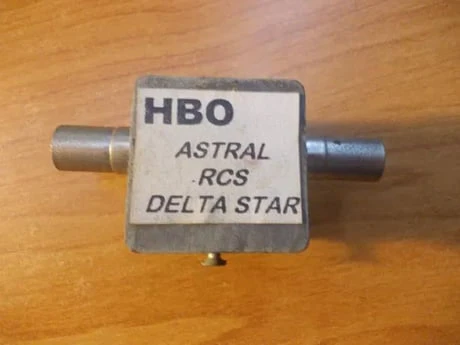 HBO
ASTRAL
RCS
DELTA STAR